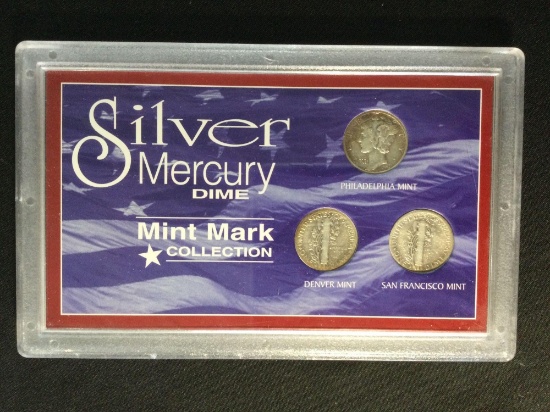 Silver
Mercury
DIME
Mint Mark
COLLECTION
PHILADELPHIA MINT
DENVER MINT
SAN FRANCISCO MINT